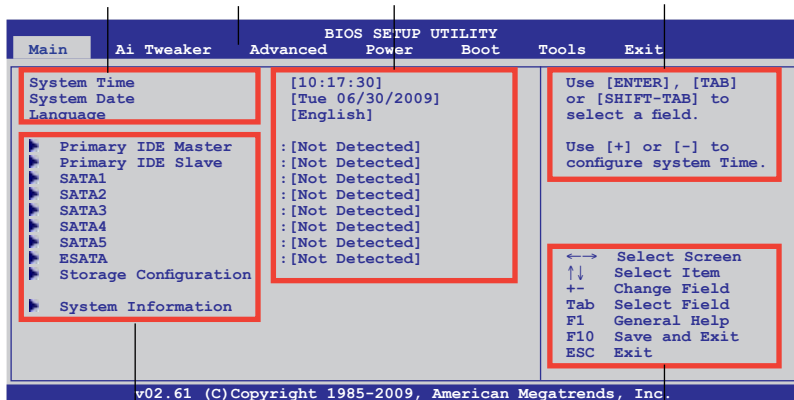 BIOS SETUP UTILITY
Main Ai Tweaker Advanced Power Boot Tools Exit
System Time [10:17:30]
System Date [Tue 06/30/2009]
Language [English]
Primary IDE Master :[Not Detected]
Primary IDE Slave :[Not Detected]
SATA1 :[Not Detected]
SATA2 :[Not Detected]
SATA3 :[Not Detected]
SATA4 :[Not Detected]
SATA5 :[Not Detected]
ESATA :[Not Detected]
Storage Configuration
System Information
Use [ENTER], [TAB]
or [SHIFT-TAB] to
select a field.
Use [+] or [-] to
configure system Time.
←→ Select Screen
↑↓ Select Item
+- Change Field
Tab Select Field
F1 General Help
F10 Save and Exit
ESC Exit
v02.61 (C)Copyright 1985-2009, American Megatrends, Inc.